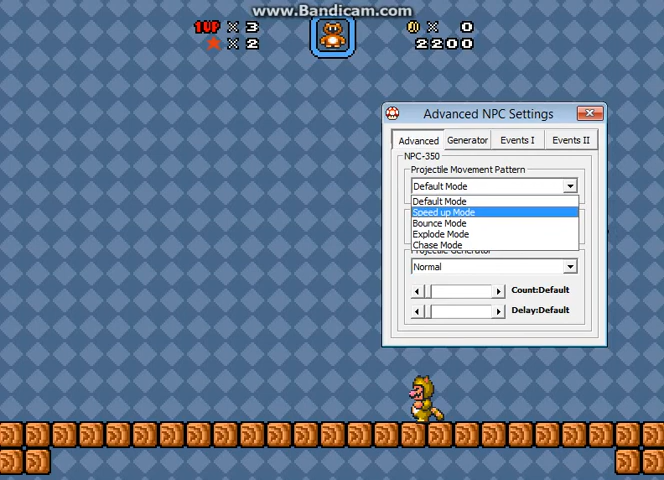 www.Bandicam.com
1UP x 3
x 0
★ x 2
2200
Advanced NPC Settings
Advanced Generator Events I Events II
NPC-350
Projectile Movement Pattern
Default Mode
Default Mode
Speed up Mode
Bounce Mode
Explode Mode
Chase Mode
Projectile Generator
Normal
Count:Default
Delay:Default